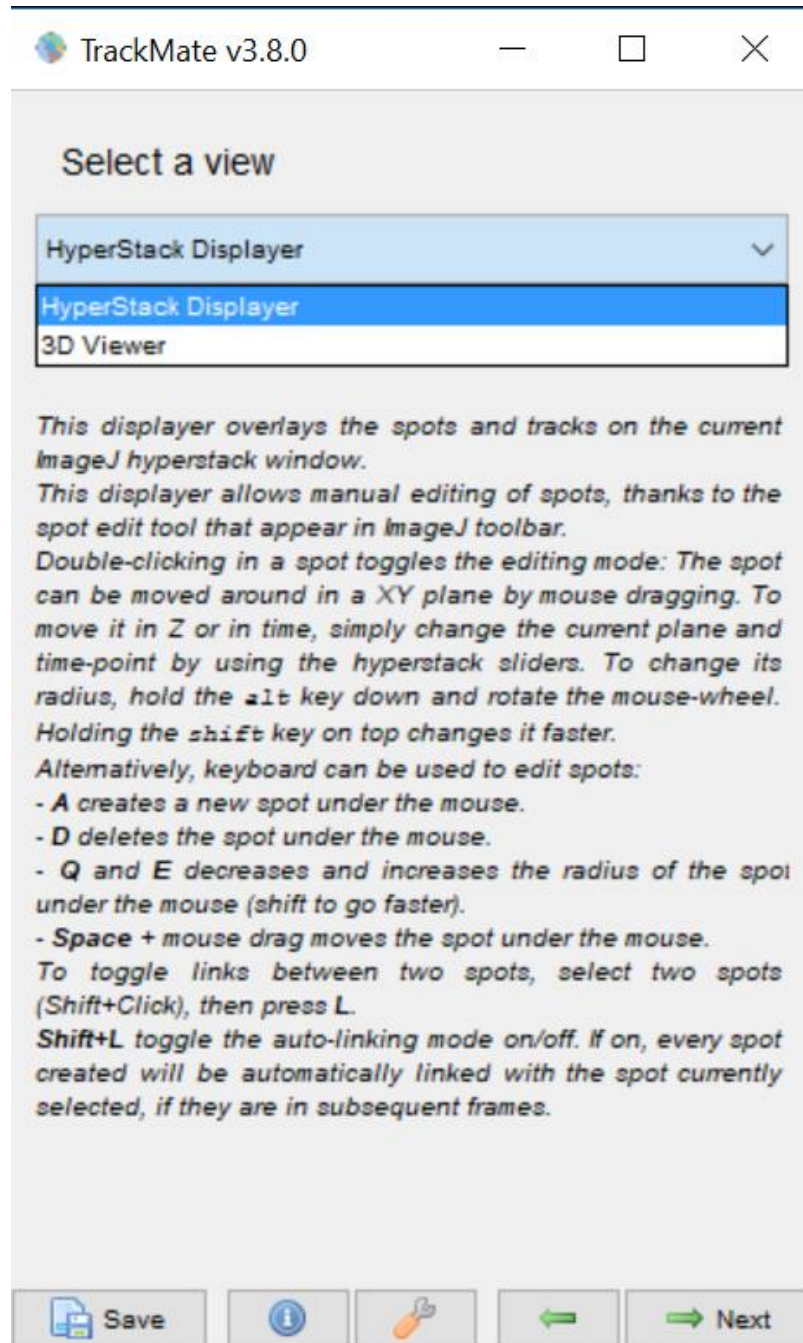 TrackMate v3.8.0
Select a view
HyperStack Displayer
HyperStack Displayer
3D Viewer
This displayer overlays the spots and tracks on the current
ImageJ hyperstack window.
This displayer allows manual editing of spots, thanks to the
spot edit tool that appear in ImageJ toolbar.
Double-clicking in a spot toggles the editing mode: The spot
can be moved around in a XY plane by mouse dragging. To
move it in Z or in time, simply change the current plane and
time-point by using the hyperstack sliders. To change its
radius, hold the alt key down and rotate the mouse-wheel.
Holding the shift key on top changes it faster.
Alternatively, keyboard can be used to edit spots:
- A creates a new spot under the mouse.
- D deletes the spot under the mouse.
- Q and E decreases and increases the radius of the spot
under the mouse (shift to go faster).
- Space + mouse drag moves the spot under the mouse.
To toggle links between two spots, select two spots
(Shift+Click), then press L.
Shift+L toggle the auto-linking mode on/off. If on, every spot
created will be automatically linked with the spot currently
selected, if they are in subsequent frames.
Save
Next